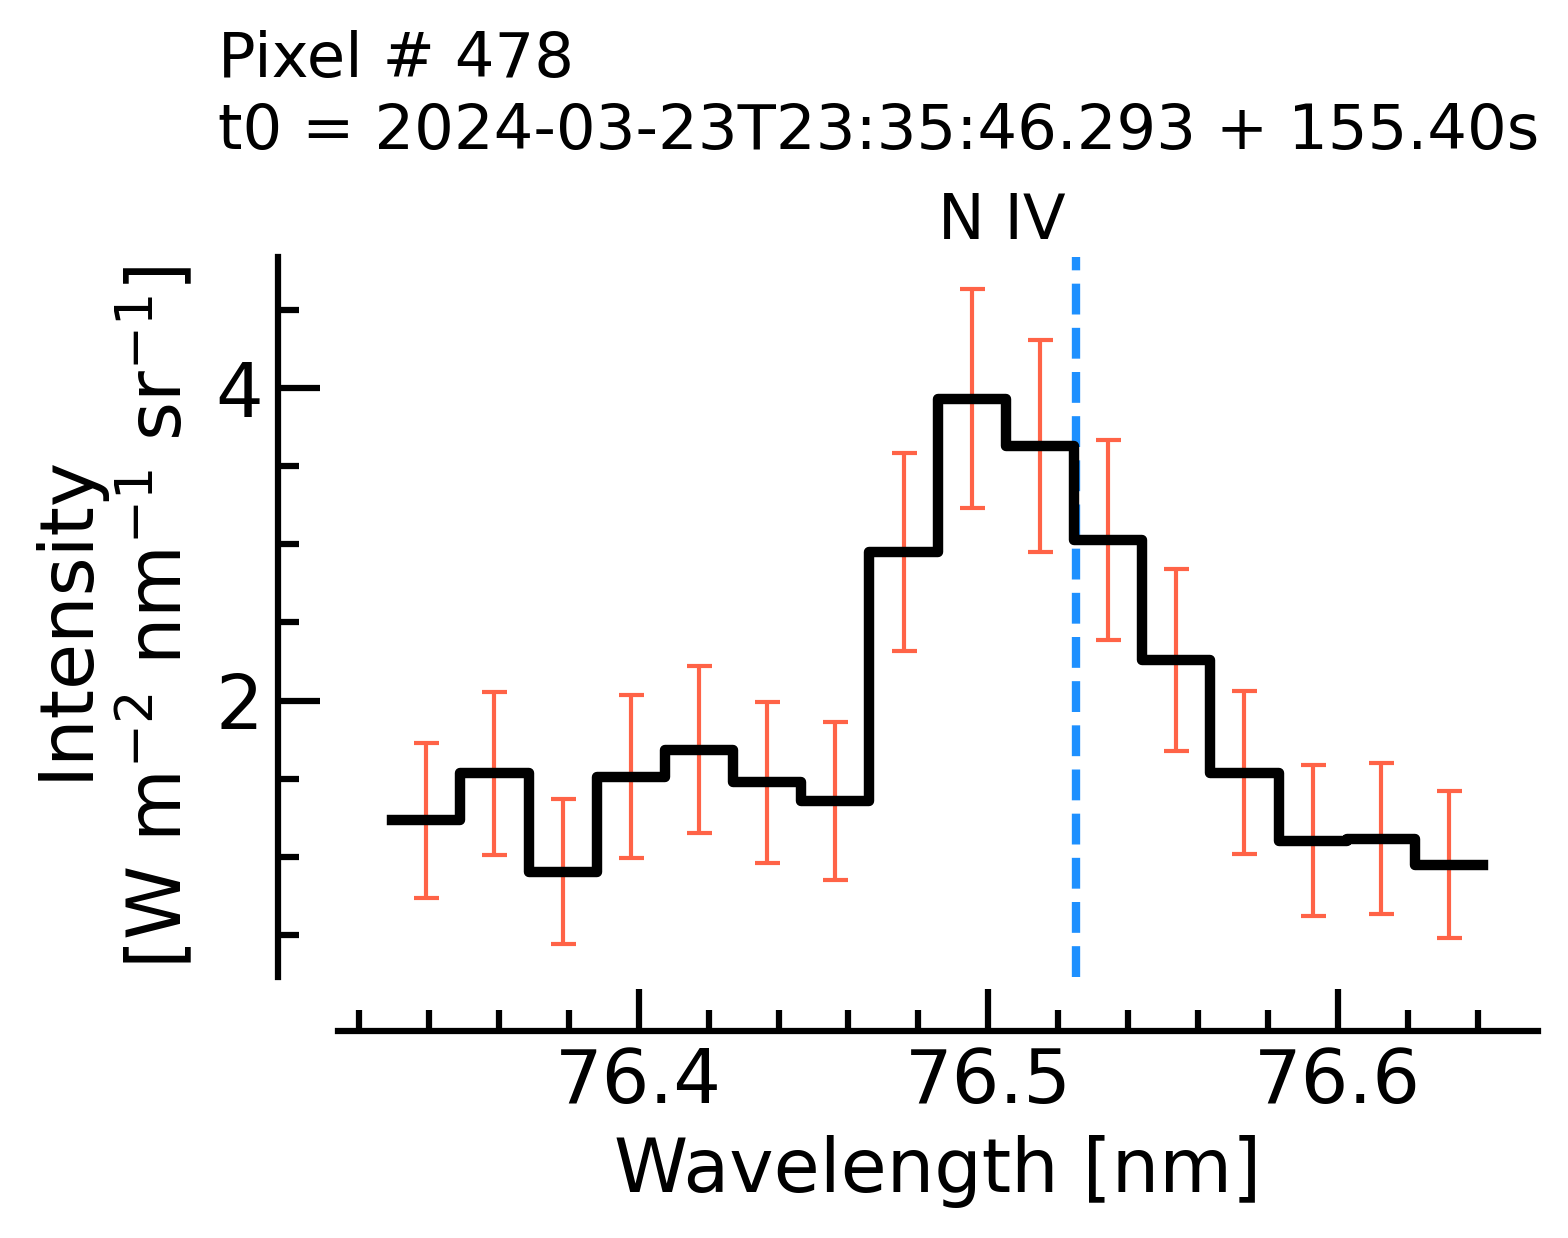 Pixel # 478
t0 = 2024-03-23T23:35:46.293 + 155.40s
N IV
Intensity
[W m⁻² nm⁻¹ sr⁻¹]
4
2
76.4 76.5 76.6
Wavelength [nm]